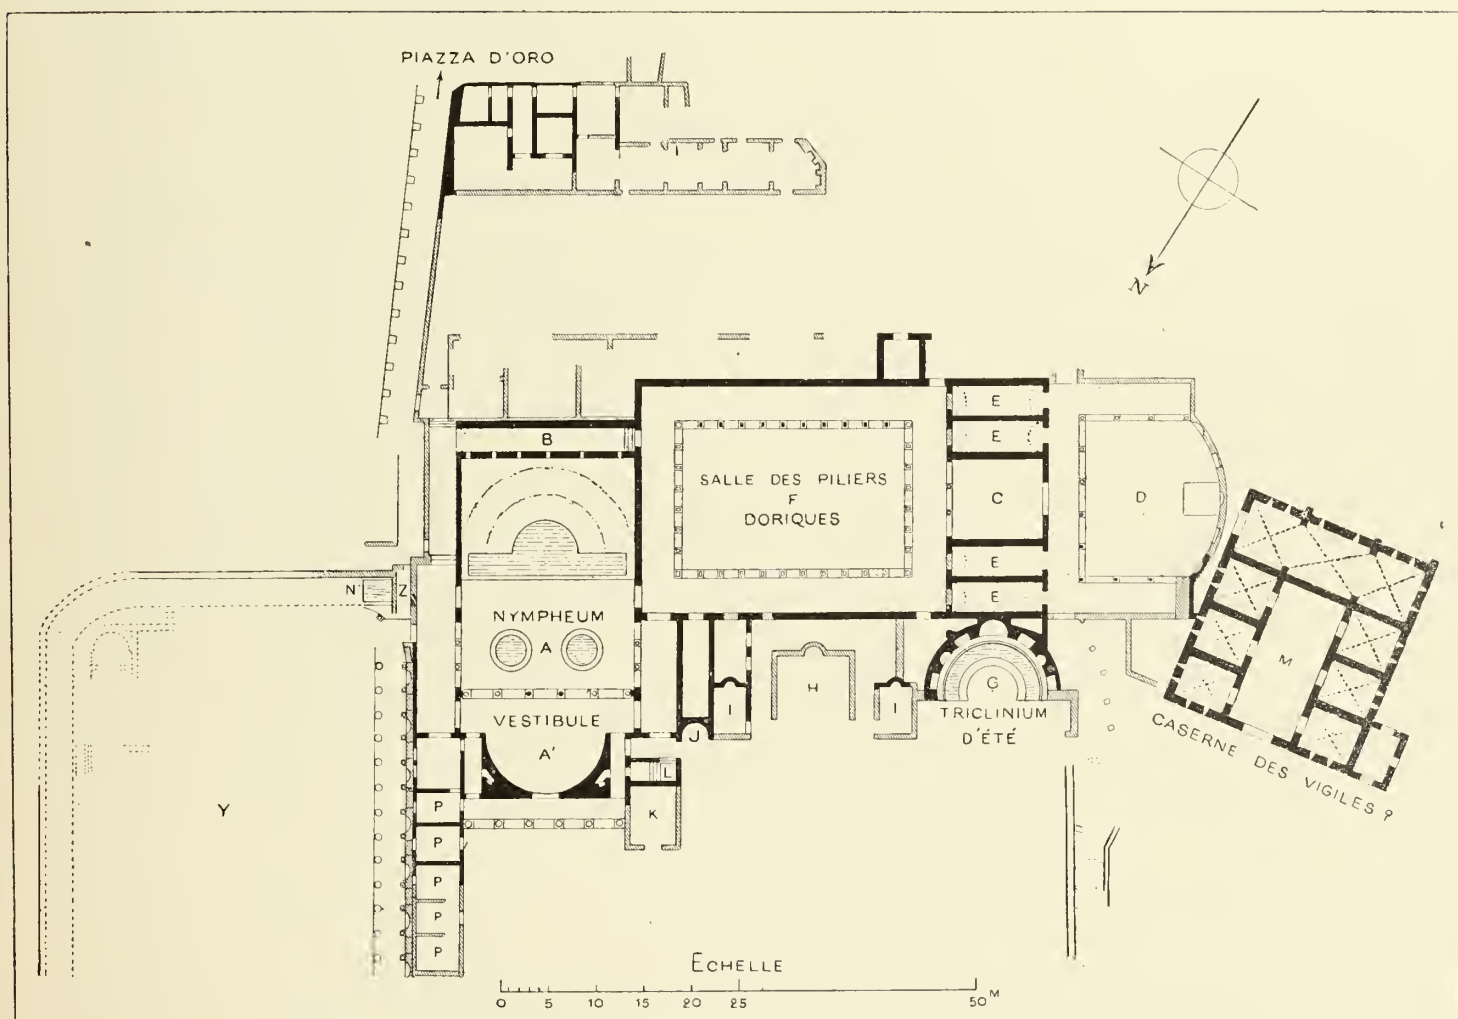 PIAZZA D'ORO
N
B
E
E
SALLE DES PILIERS
F
DORIQUES
C
D
E
E
N'
Z
NYMPHEUM
A
M
H
G
I
I
VESTIBULE
A'
J
TRICLINIUM
D'ÉTÉ
CASERNE DES VIGILES ?
L
K
Y
P
P
P
P
P
ECHELLE
0 5 10 15 20 25 50 M